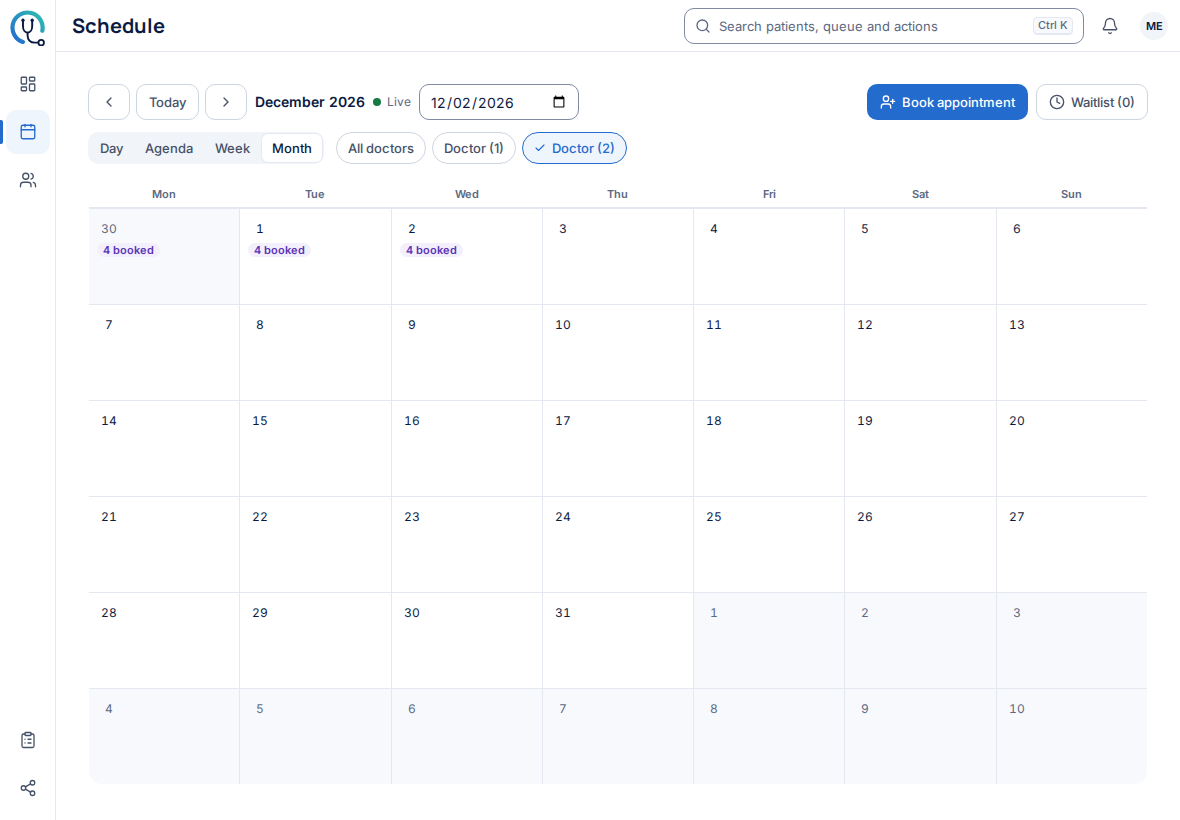 Schedule
Search patients, queue and actions
Ctrl K
ME
Today
December 2026
Live
12/02/2026
Book appointment
Waitlist (0)
Day Agenda Week Month
All doctors Doctor (1) Doctor (2)
Mon Tue Wed Thu Fri Sat Sun
30 1 2 3 4 5 6
4 booked 4 booked 4 booked
7 8 9 10 11 12 13
14 15 16 17 18 19 20
21 22 23 24 25 26 27
28 29 30 31 1 2 3
4 5 6 7 8 9 10